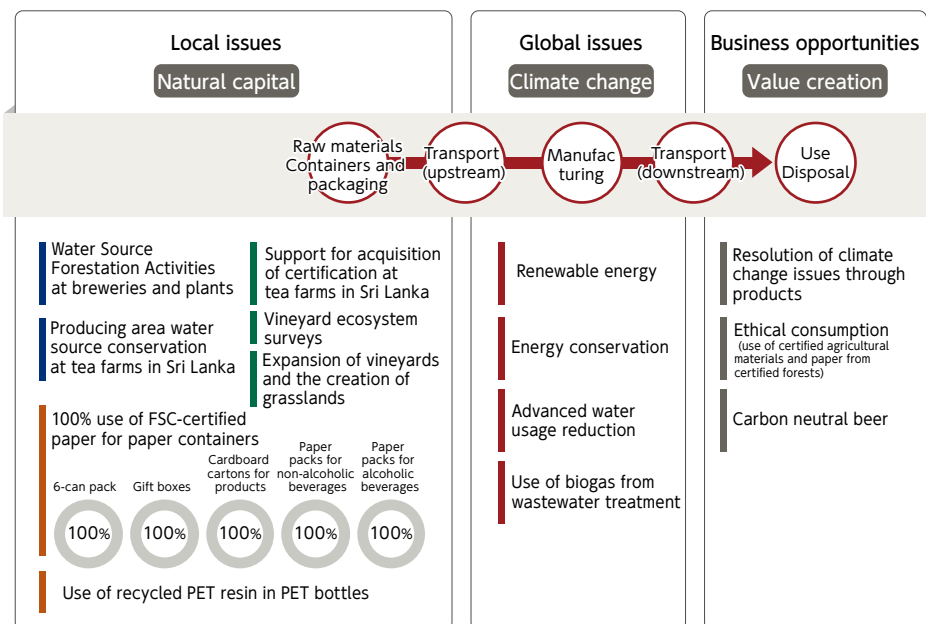 Local issues
Natural capital
Global issues
Climate change
Business opportunities
Value creation
Raw materials
Containers and
packaging
Transport
(upstream)
Manufac
turing
Transport
(downstream)
Use
Disposal
Water Source
Forestation Activities
at breweries and plants
Producing area water
source conservation
at tea farms in Sri Lanka
Support for acquisition
of certification at
tea farms in Sri Lanka
Vineyard ecosystem
surveys
Expansion of vineyards
and the creation of
grasslands
100% use of FSC-certified
paper for paper containers
6-can pack
Gift boxes
Cardboard
cartons for
products
Paper
packs for
non-alcoholic
beverages
Paper
packs for
alcoholic
beverages
100%
100%
100%
100%
100%
Use of recycled PET resin in PET bottles
Renewable energy
Energy conservation
Advanced water
usage reduction
Use of biogas from
wastewater treatment
Resolution of climate
change issues through
products
Ethical consumption
(use of certified agricultural
materials and paper from
certified forests)
Carbon neutral beer